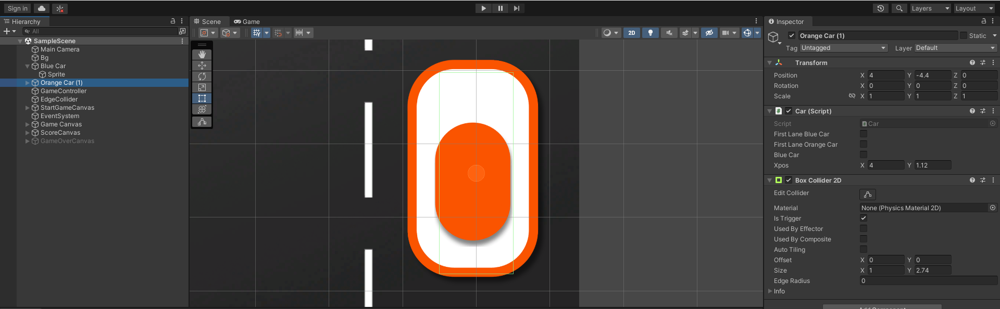 Sign in
Layers
Layout
Hierarchy
All
SampleScene
Main Camera
Bg
Blue Car
Sprite
Orange Car (1)
GameController
EdgeCollider
StartGameCanvas
EventSystem
Game Canvas
ScoreCanvas
GameOverCanvas
Scene
Game
2D
Inspector
Orange Car (1)
Static
Tag Untagged
Layer Default
Transform
Position X 4 Y -4.4 Z 0
Rotation X 0 Y 0 Z 0
Scale X 1 Y 1 Z 1
Car (Script)
Script Car
First Lane Blue Car
First Lane Orange Car
Blue Car
Xpos X 4 Y 1.12
Box Collider 2D
Edit Collider
Material None (Physics Material 2D)
Is Trigger
Used By Effector
Used By Composite
Auto Tiling
Offset X 0 Y 0
Size X 1 Y 2.74
Edge Radius 0
Info